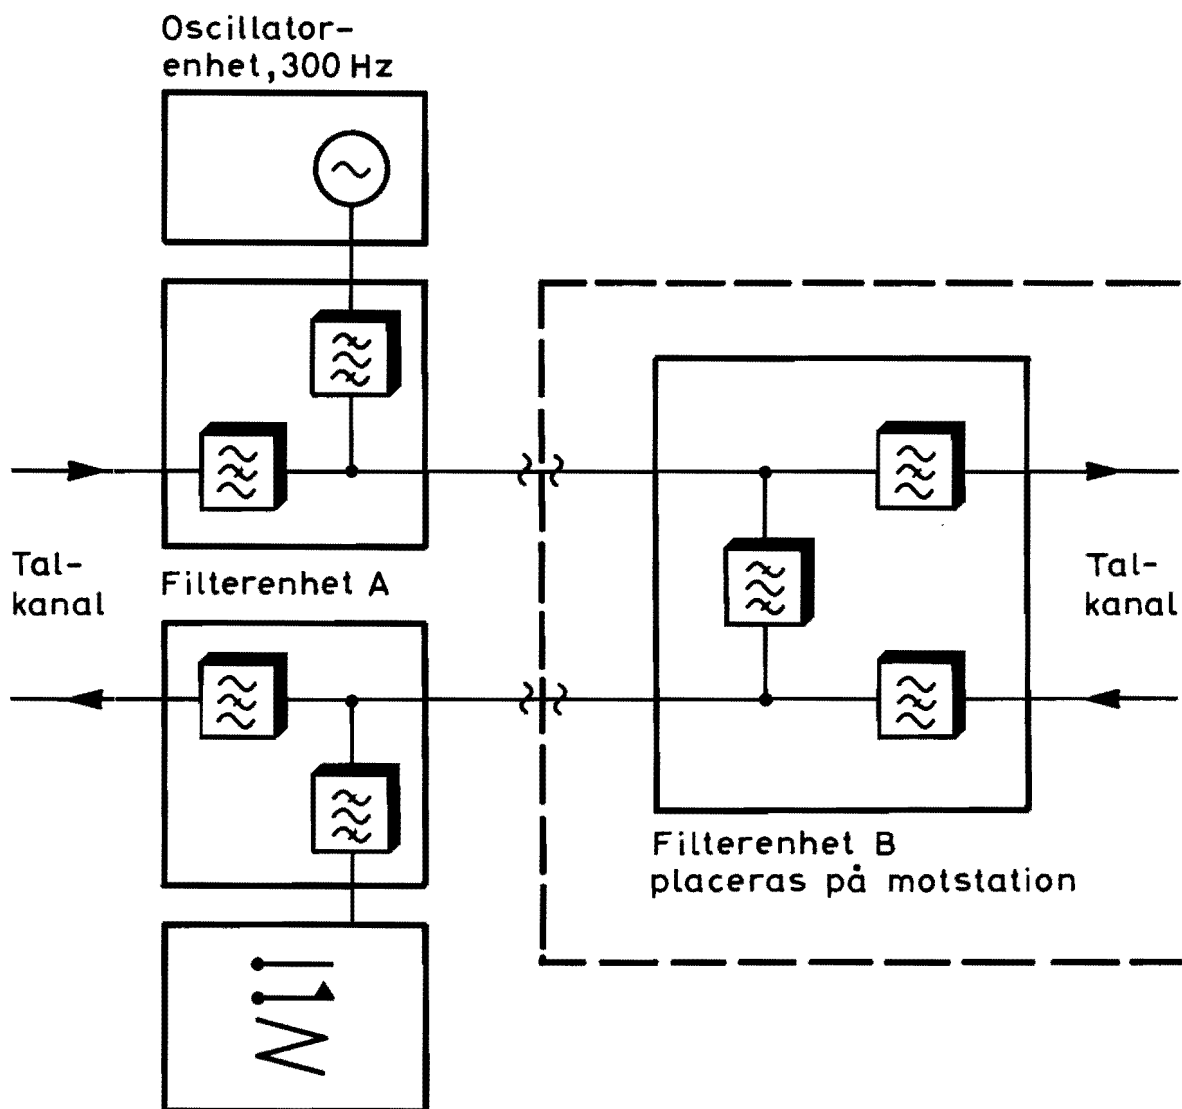 Oscillator-
enhet, 300 Hz
Tal-
kanal
Filterenhet A
Tal-
kanal
Filterenhet B
placeras på motstation